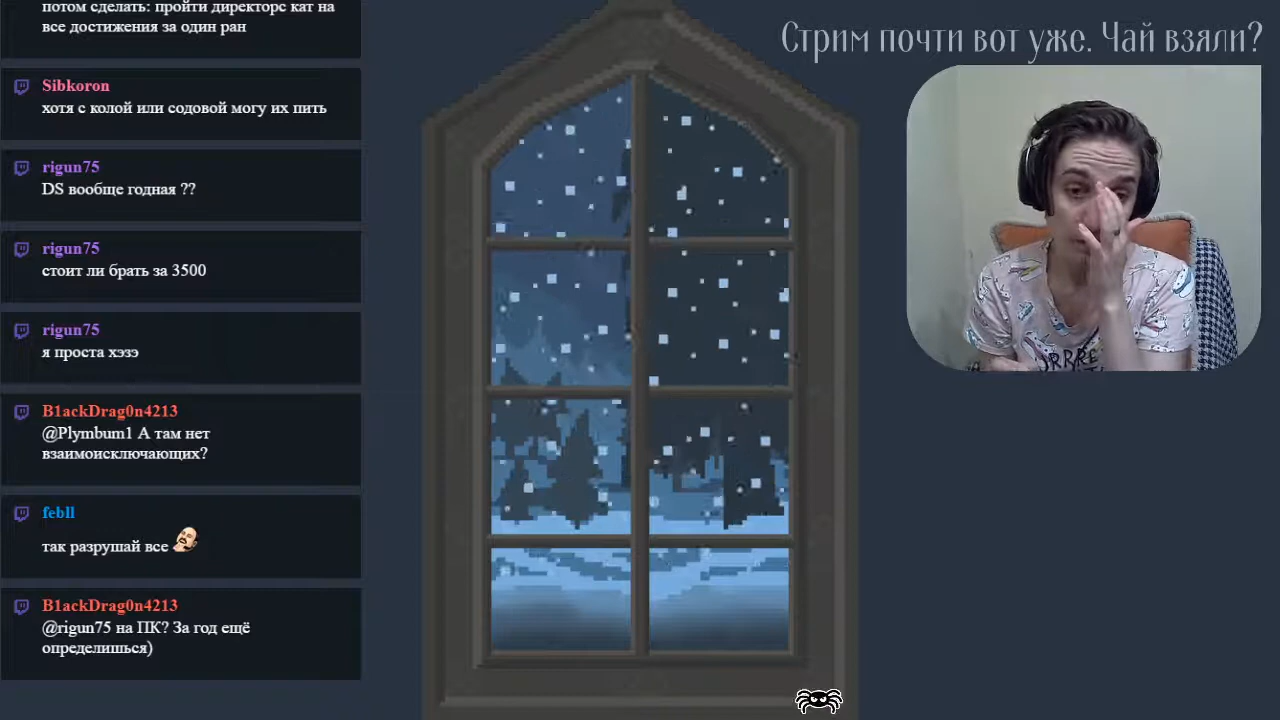 потом сделать: пройти директорс кат на
все достижения за один ран
Sibkoron
хотя с колой или содовой могу их пить
rigun75
DS вообще годная ??
rigun75
стоит ли брать за 3500
rigun75
я проста хэзэ
B1ackDrag0n4213
@Plymbum1 А там нет
взаимоисключающих?
febll
так разрушай все
B1ackDrag0n4213
@rigun75 на ПК? За год ещё
определишься)
Стрим почти вот уже. Чай взяли?